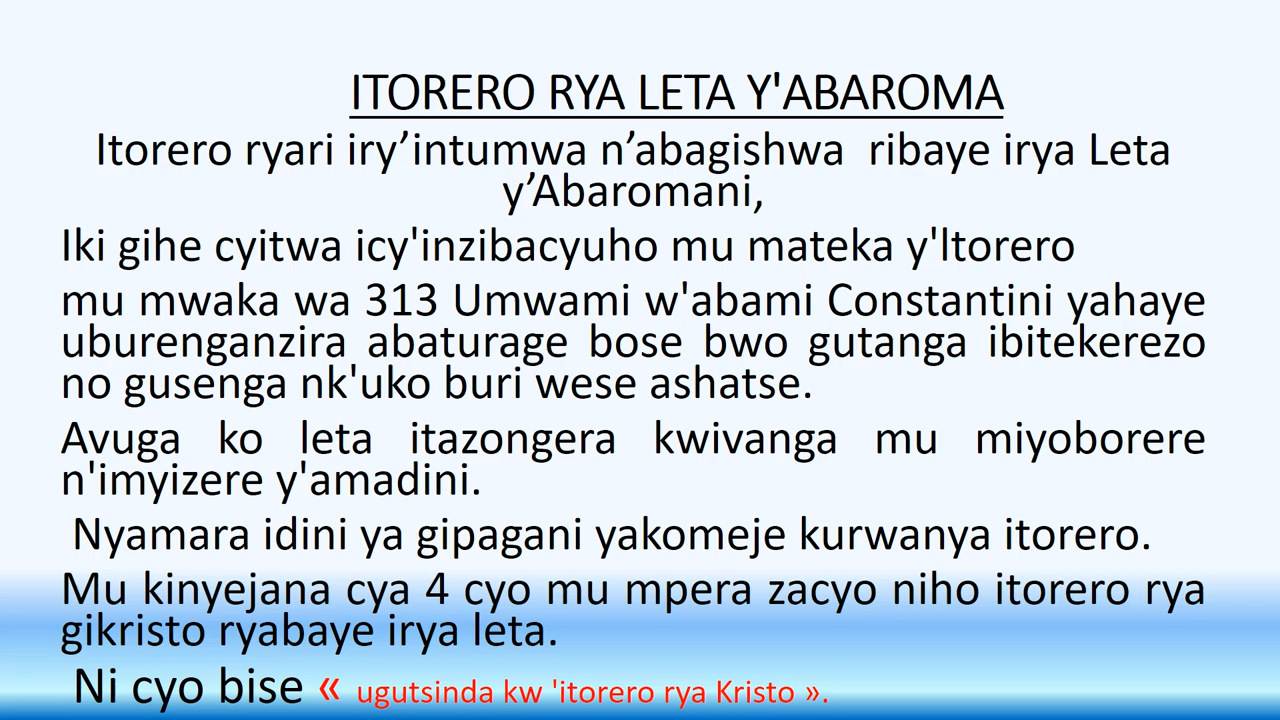 ITORERO RYA LETA Y'ABAROMA
Itorero ryari iry’intumwa n’abagishwa ribaye irya Leta
y’Abaromani,
Iki gihe cyitwa icy'inzibacyuho mu mateka y'ltorero
mu mwaka wa 313 Umwami w'abami Constantini yahaye
uburenganzira abaturage bose bwo gutanga ibitekerezo
no gusenga nk'uko buri wese ashatse.
Avuga ko leta itazongera kwivanga mu miyoborere
n'imyizere y'amadini.
Nyamara idini ya gipagani yakomeje kurwanya itorero.
Mu kinyejana cya 4 cyo mu mpera zacyo niho itorero rya
gikristo ryabaye irya leta.
Ni cyo bise « ugutsinda kw 'itorero rya Kristo ».